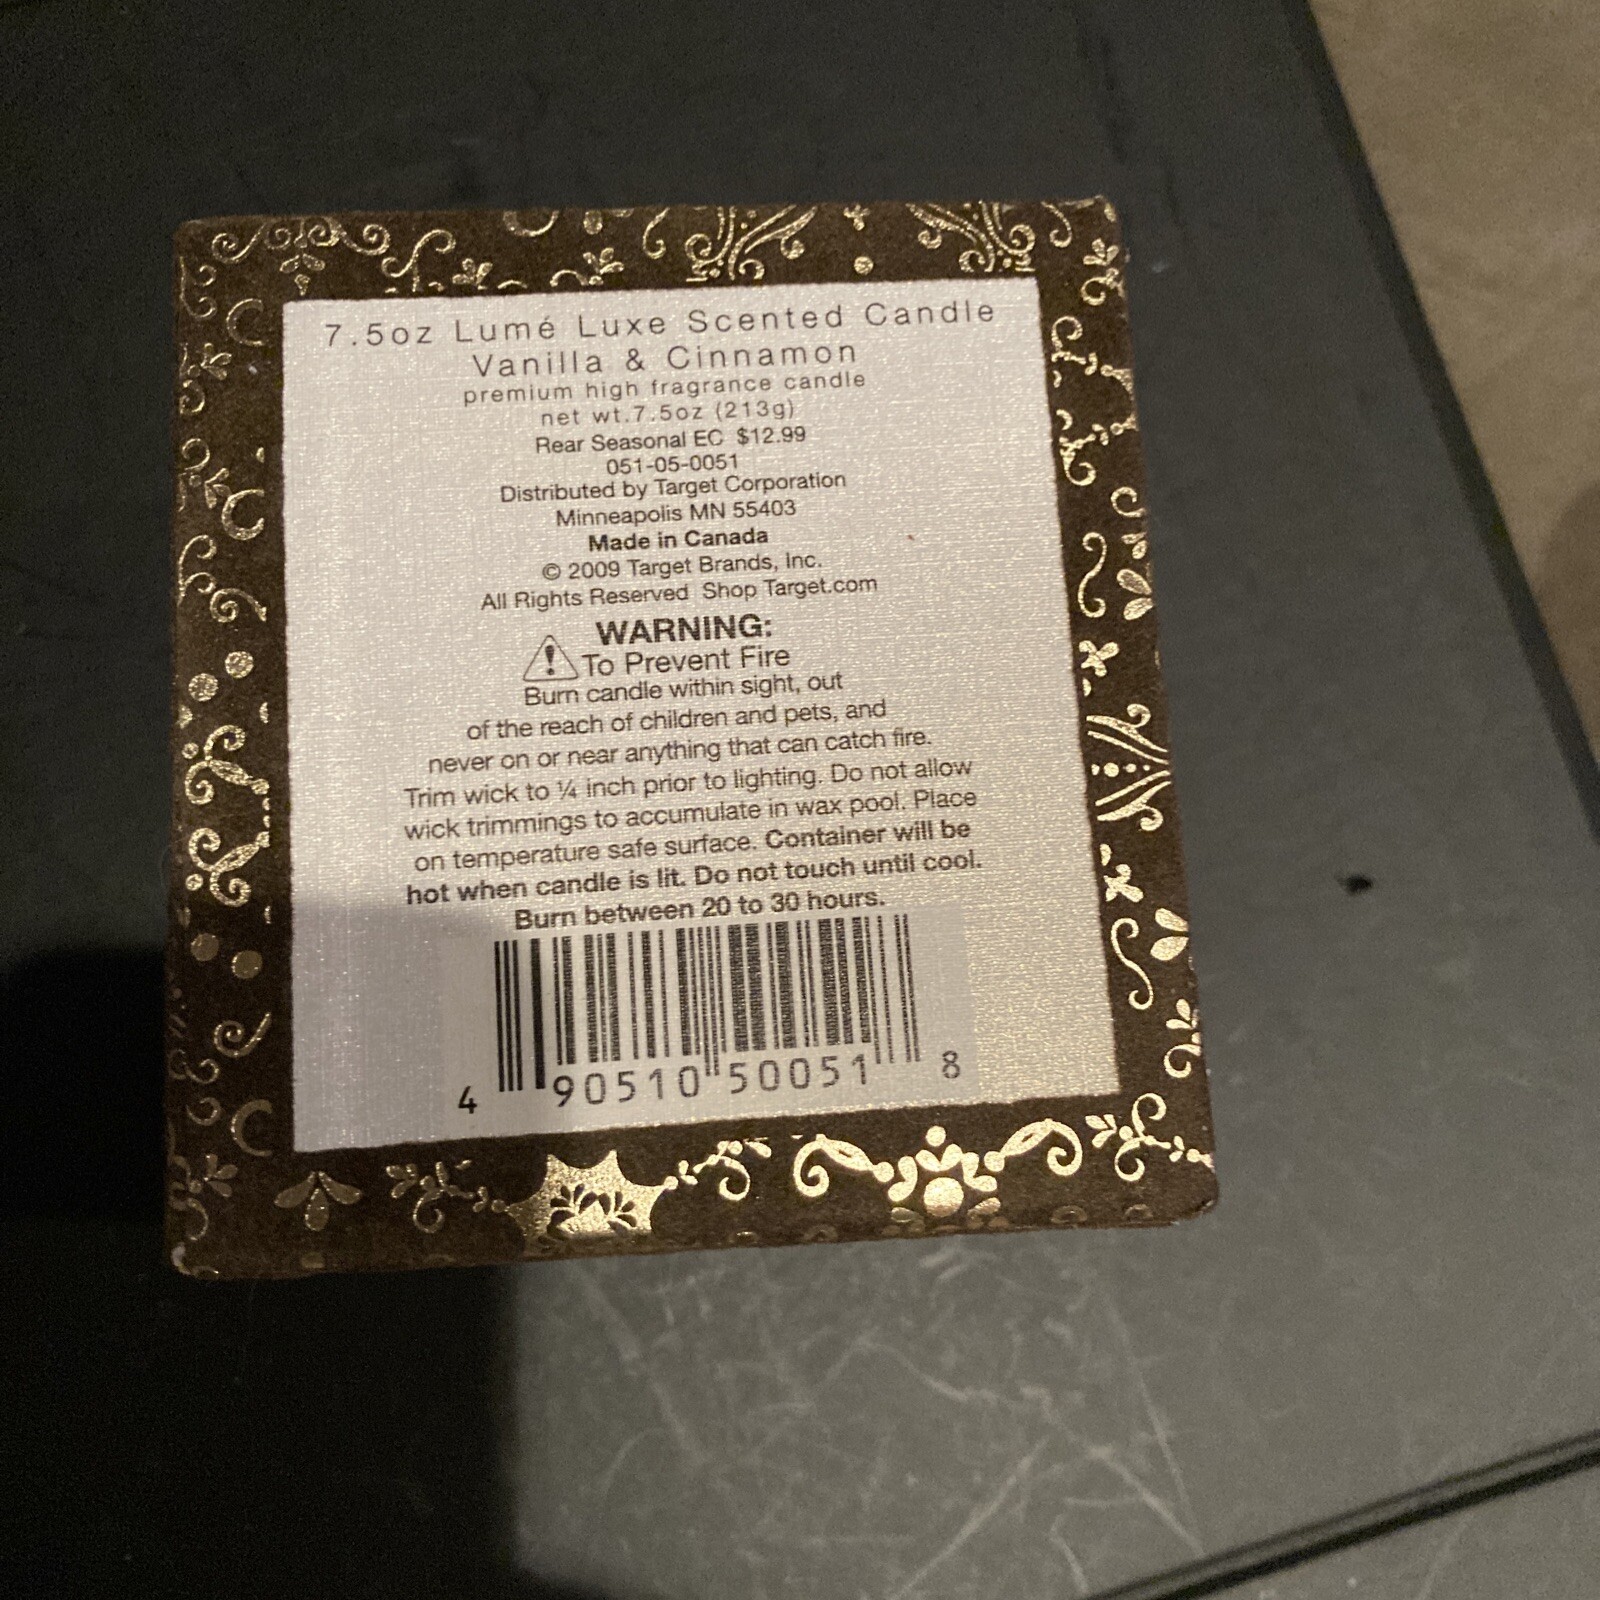 7.5oz Lumé Luxe Scented Candle
Vanilla & Cinnamon
premium high fragrance candle
net wt.7.5oz (213g)
Rear Seasonal EC $12.99
051-05-0051
Distributed by Target Corporation
Minneapolis MN 55403
Made in Canada
© 2009 Target Brands, Inc.
All Rights Reserved Shop Target.com
WARNING:
To Prevent Fire
Burn candle within sight, out
of the reach of children and pets, and
never on or near anything that can catch fire.
Trim wick to ¼ inch prior to lighting. Do not allow
wick trimmings to accumulate in wax pool. Place
on temperature safe surface. Container will be
hot when candle is lit. Do not touch until cool.
Burn between 20 to 30 hours.
4 90510 50051 8